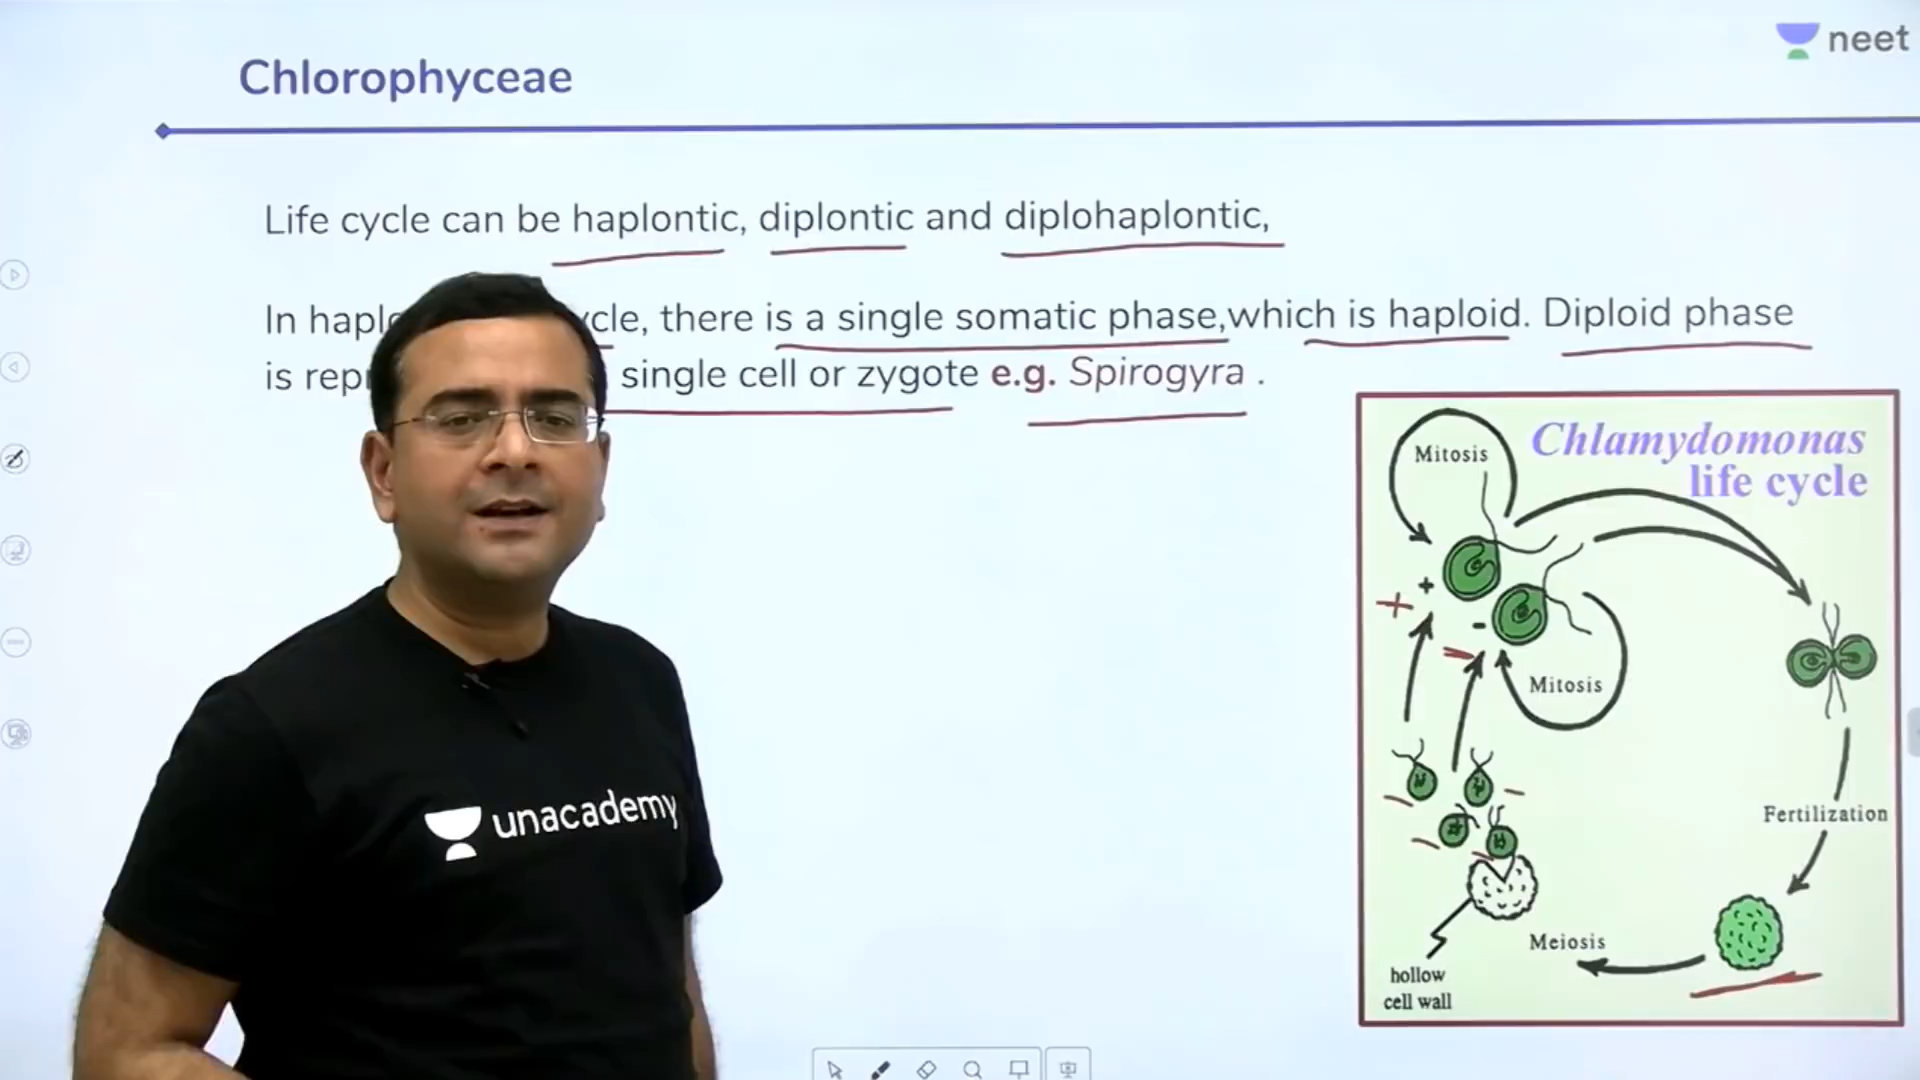 neet
Chlorophyceae
Life cycle can be haplontic, diplontic and diplohaplontic,
In cle, there is a single somatic phase,which is haploid. Diploid phase
is single cell or zygote e.g. Spirogyra .
Chlamydomonas
life cycle
Mitosis
+
-
Mitosis
Fertilization
Meiosis
hollow
cell wall
unacademy